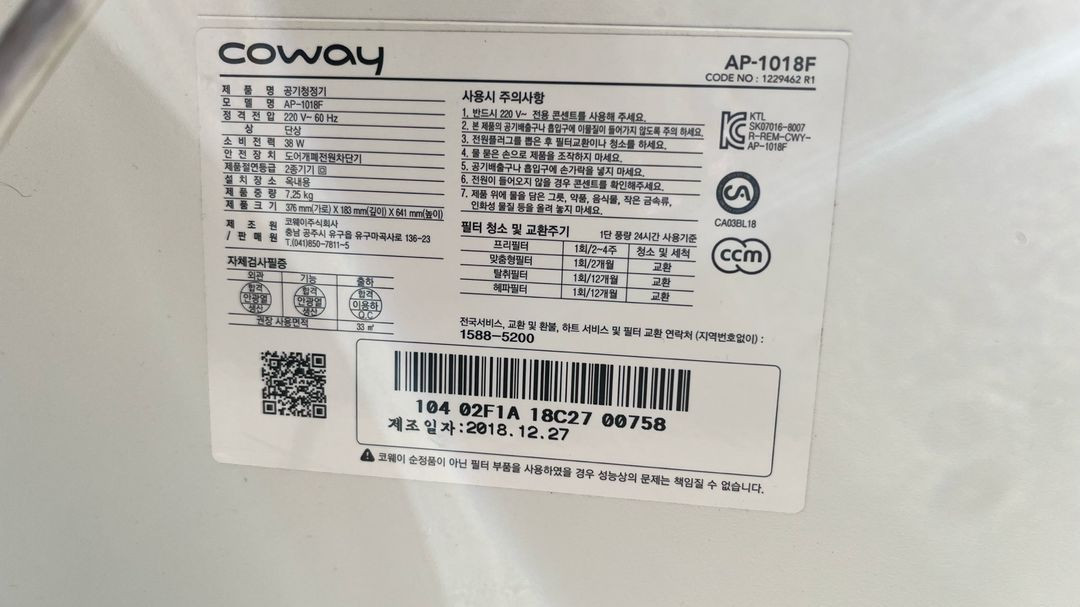 coway
AP-1018F
CODE NO : 1229462 R1
제 품 명 공기청정기
모 델 명 AP-1018F
정 격 전 압 220 V~ 60 Hz
상 단상
소 비 전 력 38 W
안 전 장 치 도어개폐전원차단기
제품절연등급 2종기기
설 치 장 소 옥내용
제 품 중 량 7.25 kg
제 품 크 기 376 mm(가로) X 183 mm(깊이) X 641 mm(높이)
제 조 원 코웨이주식회사
/ 판 매 원 충남 공주시 유구읍 유구마곡사로 136-23
T.(041)850-7811~5
자체검사필증
외관 기능 출하
합격 합격 합격
안광열 안광열 이용하
생산 생산 Q.C
권장 사용면적 33 ㎡
사용시 주의사항
1. 반드시 220 V~ 전용 콘센트를 사용해 주세요.
2. 본 제품의 공기배출구나 흡입구에 이물질이 들어가지 않도록 주의 하세요.
3. 전원플러그를 뽑은 후 필터교환이나 청소를 하세요.
4. 물 묻은 손으로 제품을 조작하지 마세요.
5. 공기배출구나 흡입구에 손가락을 넣지 마세요.
6. 전원이 들어오지 않을 경우 콘센트를 확인해주세요.
7. 제품 위에 물을 담은 그릇, 약품, 음식물, 작은 금속류,
인화성 물질 등을 올려 놓지 마세요.
필터 청소 및 교환주기 1단 풍량 24시간 사용기준
프리필터 1회/2~4주 청소 및 세척
맞춤형필터 1회/2개월 교환
탈취필터 1회/12개월 교환
헤파필터 1회/12개월 교환
전국서비스, 교환 및 환불, 하트 서비스 및 필터 교환 연락처 (지역번호없이) :
1588-5200
KTL
SK07016-8007
R-REM-CWY-
AP-1018F
CA
CA03BL18
ccm
104 02F1A 18C27 00758
제조일자:2018.12.27
코웨이 순정품이 아닌 필터 부품을 사용하였을 경우 성능상의 문제는 책임질 수 없습니다.